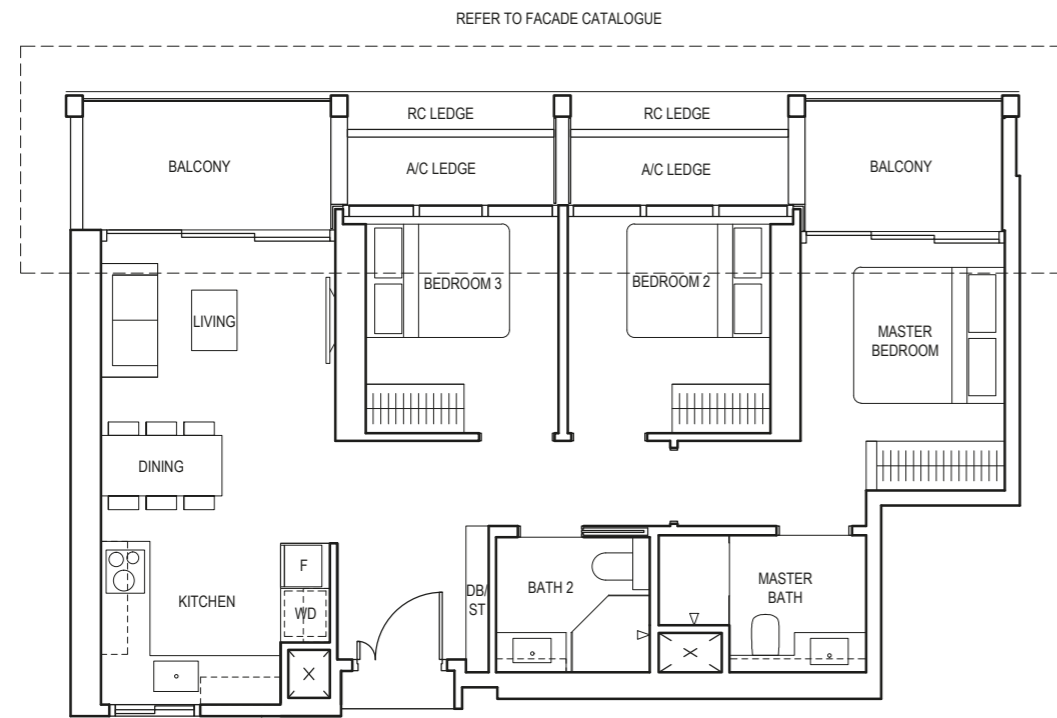 REFER TO FACADE CATALOGUE
RC LEDGE
RC LEDGE
BALCONY
A/C LEDGE
A/C LEDGE
BALCONY
BEDROOM 3
BEDROOM 2
LIVING
MASTER
BEDROOM
DINING
F
WD
KITCHEN
DB/
ST
BATH 2
MASTER
BATH